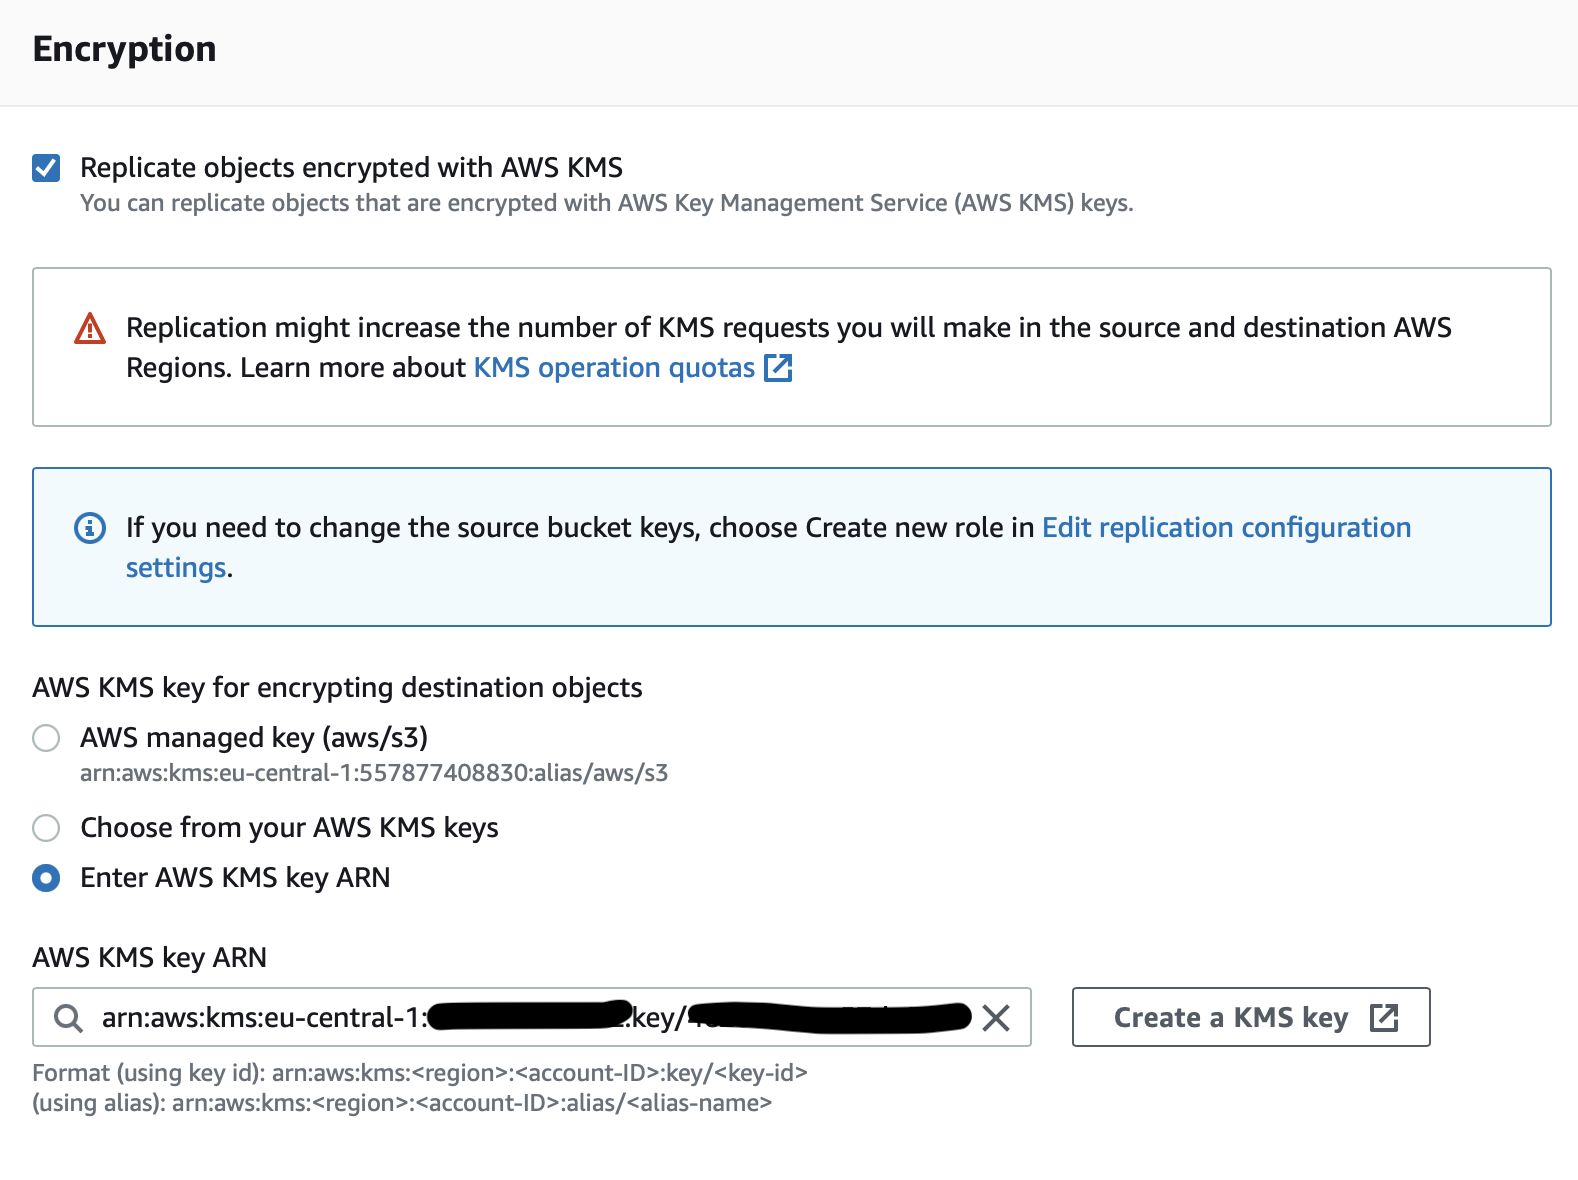 Encryption
Replicate objects encrypted with AWS KMS
You can replicate objects that are encrypted with AWS Key Management Service (AWS KMS) keys.
Replication might increase the number of KMS requests you will make in the source and destination AWS
Regions. Learn more about KMS operation quotas
If you need to change the source bucket keys, choose Create new role in Edit replication configuration
settings.
AWS KMS key for encrypting destination objects
AWS managed key (aws/s3)
arn:aws:kms:eu-central-1:557877408830:alias/aws/s3
Choose from your AWS KMS keys
Enter AWS KMS key ARN
AWS KMS key ARN
arn:aws:kms:eu-central-1: :key/
Create a KMS key
Format (using key id): arn:aws:kms:<region>:<account-ID>:key/<key-id>
(using alias): arn:aws:kms:<region>:<account-ID>:alias/<alias-name>